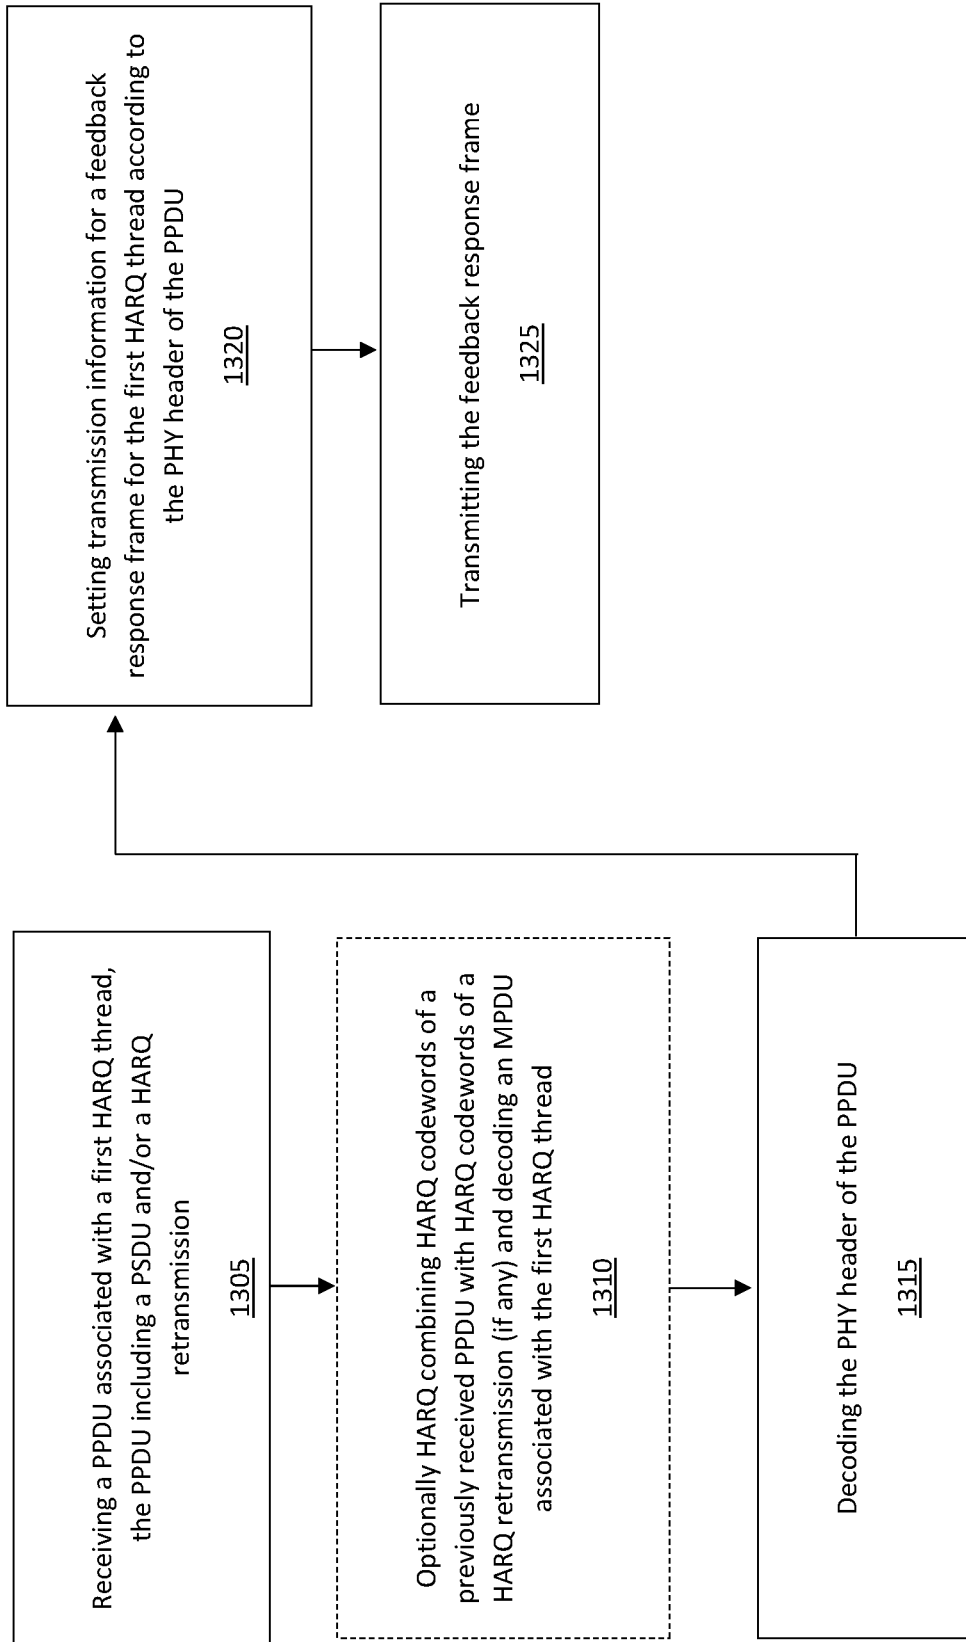 Receiving a PPDU associated with a first HARQ thread,
the PPDU including a PSDU and/or a HARQ
retransmission
1305
Optionally HARQ combining HARQ codewords of a
previously received PPDU with HARQ codewords of a
HARQ retransmission (if any) and decoding an MPDU
associated with the first HARQ thread
1310
Decoding the PHY header of the PPDU
1315
Setting transmission information for a feedback
response frame for the first HARQ thread according to
the PHY header of the PPDU
1320
Transmitting the feedback response frame
1325